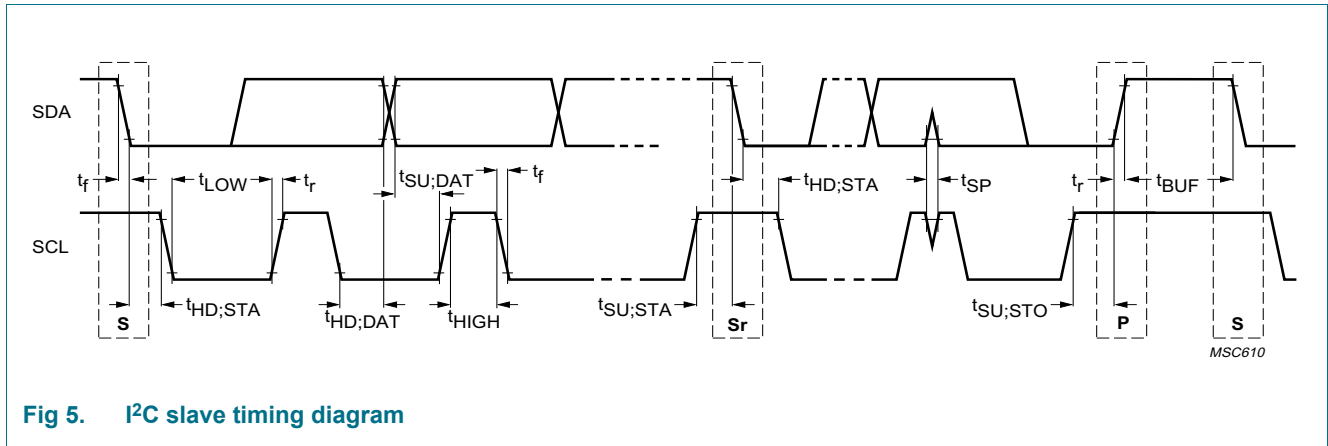 SDA
tf tLOW tr tSU;DAT tf tHD;STA tSP tr tBUF
SCL
tHD;STA tHD;DAT tHIGH tSU;STA tSU;STO
S Sr P S
MSC610
Fig 5. I²C slave timing diagram